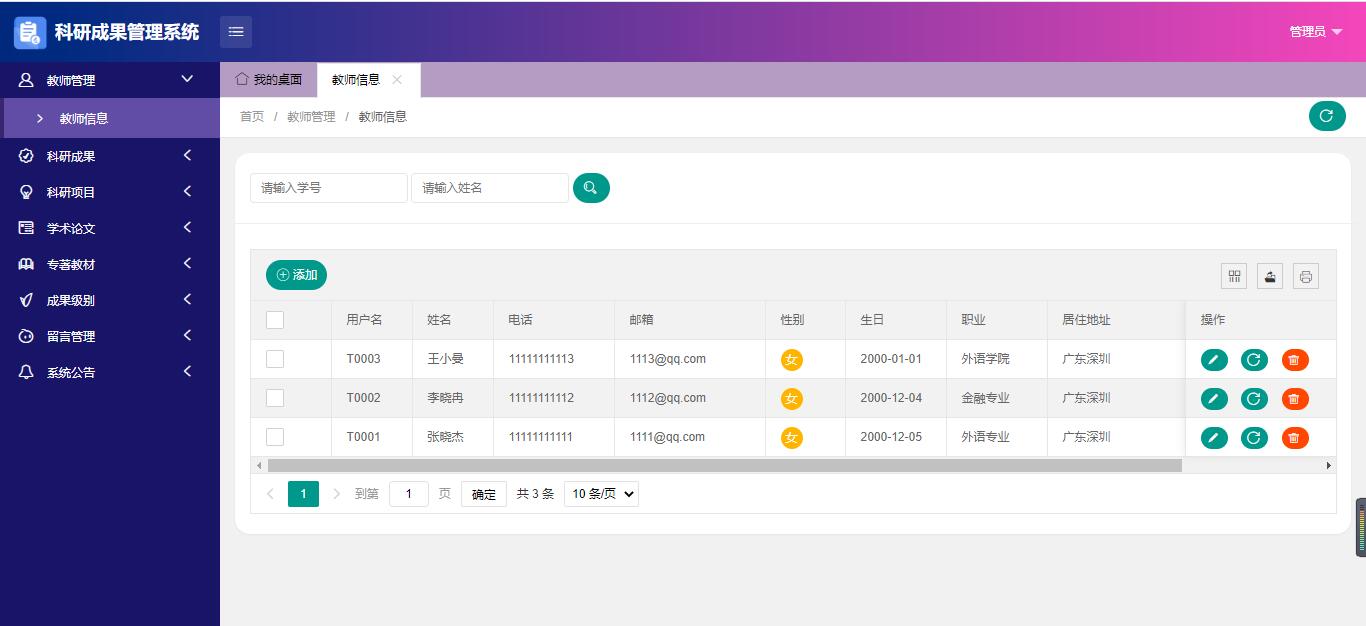 科研成果管理系统
管理员
教师管理
教师信息
科研成果
科研项目
学术论文
专著教材
成果级别
留言管理
系统公告
我的桌面 教师信息
首页 / 教师管理 / 教师信息
请输入学号 请输入姓名
添加
用户名 姓名 电话 邮箱 性别 生日 职业 居住地址 操作
T0003 王小曼 11111111113 1113@qq.com 女 2000-01-01 外语学院 广东深圳
T0002 李晓冉 11111111112 1112@qq.com 女 2000-12-04 金融专业 广东深圳
T0001 张晓杰 11111111111 1111@qq.com 女 2000-12-05 外语专业 广东深圳
1 到第 1 页 确定 共 3 条 10 条/页